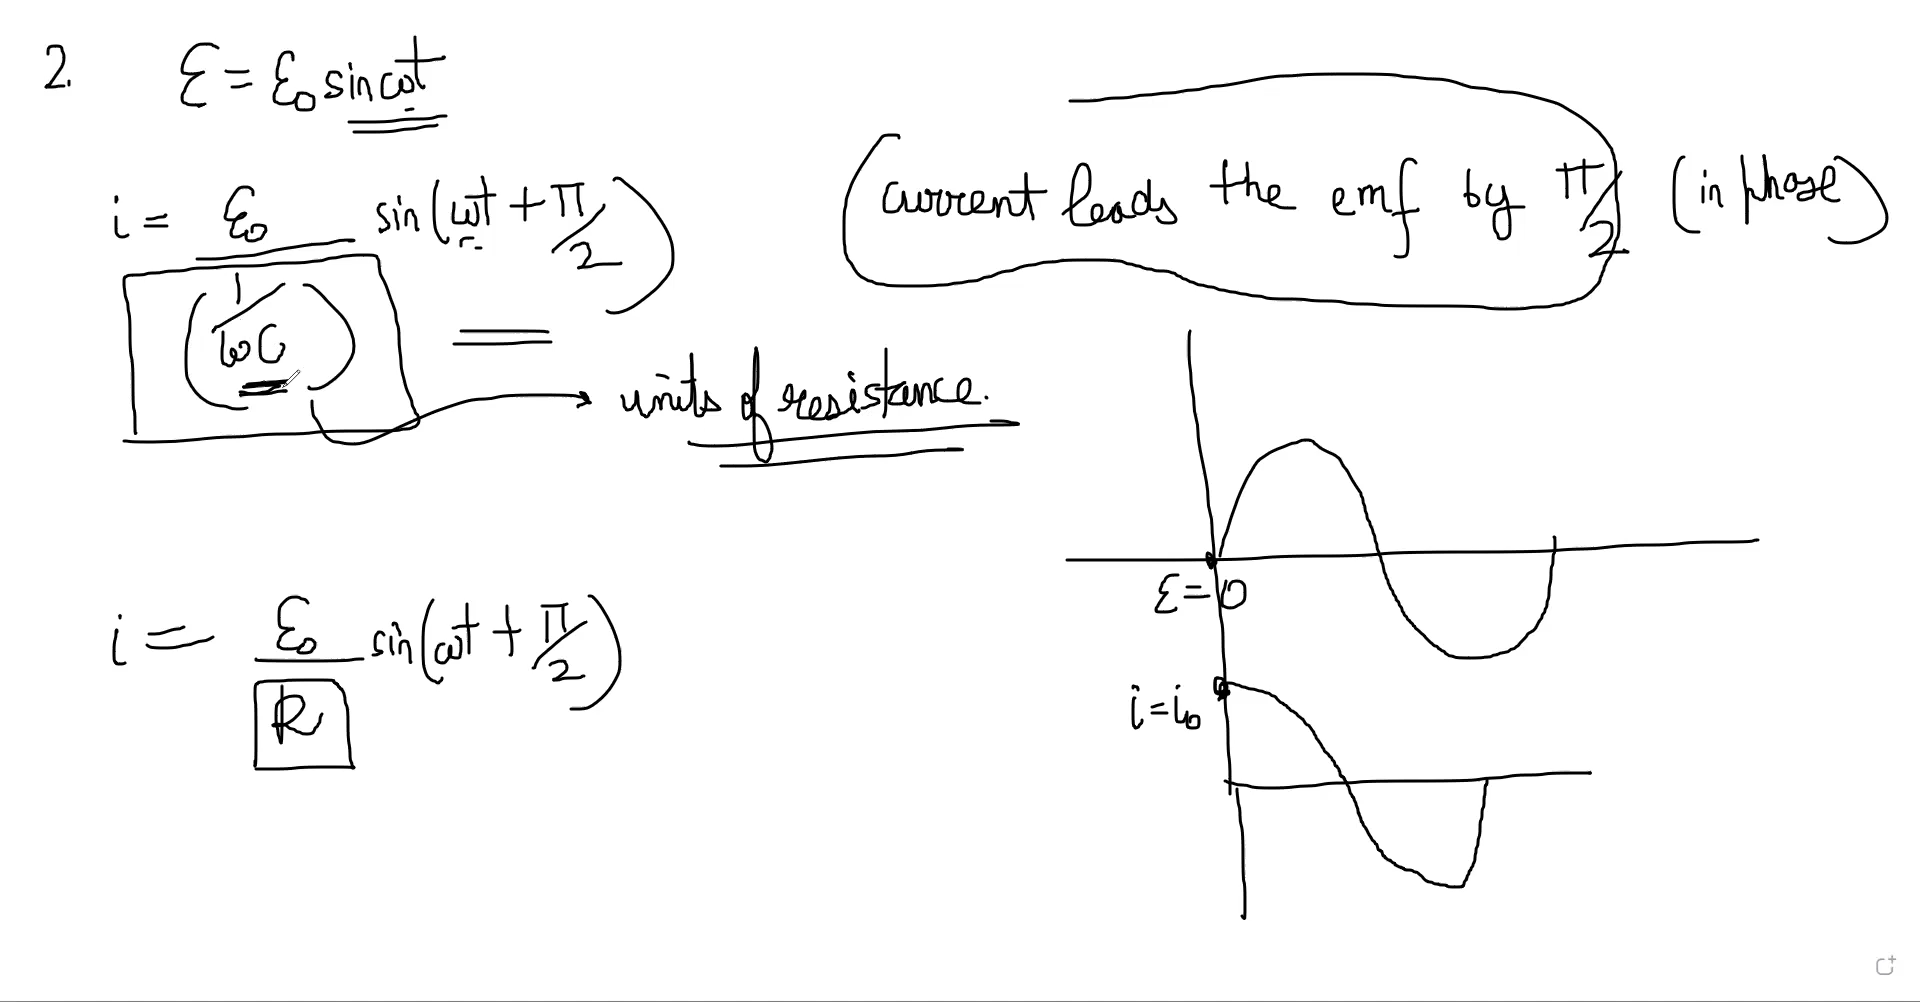 2. ε = ε₀ sin ωt
i = ε₀ / (1/ωC) sin(ωt + π/2)
(current leads the emf by π/2 (in phase)
units of resistance.
i = ε₀ / R sin(ωt + π/2)
ε = 0
i = i₀